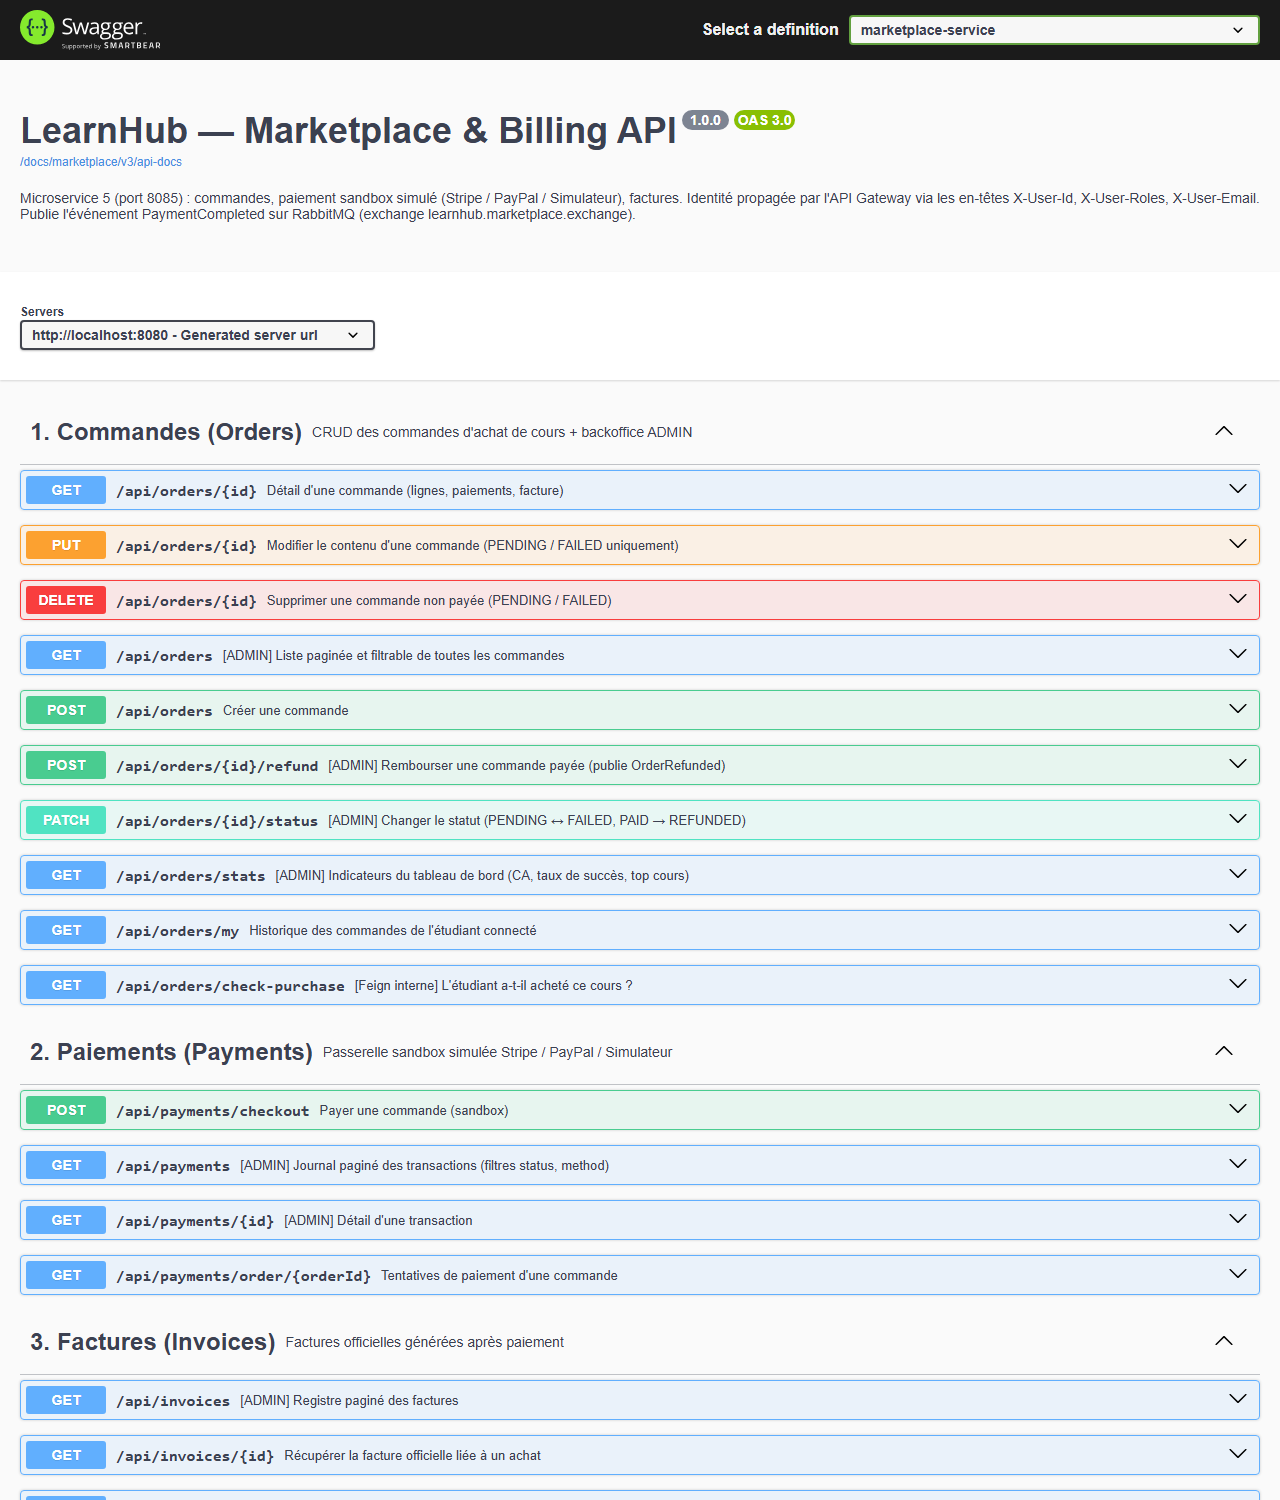 Swagger
Supported by SMARTBEAR
Select a definition
marketplace-service
LearnHub — Marketplace & Billing API 1.0.0 OAS 3.0
/docs/marketplace/v3/api-docs
Microservice 5 (port 8085) : commandes, paiement sandbox simulé (Stripe / PayPal / Simulateur), factures. Identité propagée par l'API Gateway via les en-têtes X-User-Id, X-User-Roles, X-User-Email.
Publie l'événement PaymentCompleted sur RabbitMQ (exchange learnhub.marketplace.exchange).
Servers
http://localhost:8080 - Generated server url
1. Commandes (Orders) CRUD des commandes d'achat de cours + backoffice ADMIN
GET /api/orders/{id} Détail d'une commande (lignes, paiements, facture)
PUT /api/orders/{id} Modifier le contenu d'une commande (PENDING / FAILED uniquement)
DELETE /api/orders/{id} Supprimer une commande non payée (PENDING / FAILED)
GET /api/orders [ADMIN] Liste paginée et filtrable de toutes les commandes
POST /api/orders Créer une commande
POST /api/orders/{id}/refund [ADMIN] Rembourser une commande payée (publie OrderRefunded)
PATCH /api/orders/{id}/status [ADMIN] Changer le statut (PENDING ↔ FAILED, PAID → REFUNDED)
GET /api/orders/stats [ADMIN] Indicateurs du tableau de bord (CA, taux de succès, top cours)
GET /api/orders/my Historique des commandes de l'étudiant connecté
GET /api/orders/check-purchase [Feign interne] L'étudiant a-t-il acheté ce cours ?
2. Paiements (Payments) Passerelle sandbox simulée Stripe / PayPal / Simulateur
POST /api/payments/checkout Payer une commande (sandbox)
GET /api/payments [ADMIN] Journal paginé des transactions (filtres status, method)
GET /api/payments/{id} [ADMIN] Détail d'une transaction
GET /api/payments/order/{orderId} Tentatives de paiement d'une commande
3. Factures (Invoices) Factures officielles générées après paiement
GET /api/invoices [ADMIN] Registre paginé des factures
GET /api/invoices/{id} Récupérer la facture officielle liée à un achat